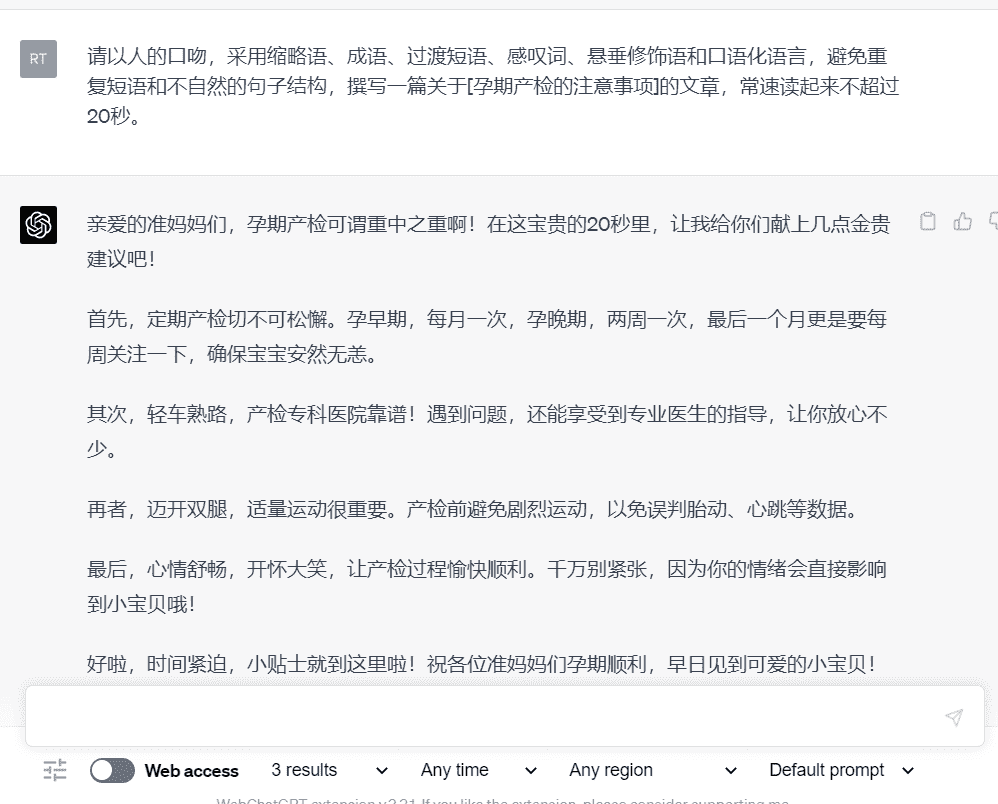 RT
请以人的口吻，采用缩略语、成语、过渡短语、感叹词、悬垂修饰语和口语化语言，避免重
复短语和不自然的句子结构，撰写一篇关于[孕期产检的注意事项]的文章，常速读起来不超过
20秒。
亲爱的准妈妈们，孕期产检可谓重中之重啊！在这宝贵的20秒里，让我给你们献上几点金贵
建议吧！
首先，定期产检切不可松懈。孕早期，每月一次，孕晚期，两周一次，最后一个月更是要每
周关注一下，确保宝宝安然无恙。
其次，轻车熟路，产检专科医院靠谱！遇到问题，还能享受到专业医生的指导，让你放心不
少。
再者，迈开双腿，适量运动很重要。产检前避免剧烈运动，以免误判胎动、心跳等数据。
最后，心情舒畅，开怀大笑，让产检过程愉快顺利。千万别紧张，因为你的情绪会直接影响
到小宝贝哦！
好啦，时间紧迫，小贴士就到这里啦！祝各位准妈妈们孕期顺利，早日见到可爱的小宝贝！
Web access 3 results Any time Any region Default prompt
WebChatGPT extension v.3.2.1. If you like the extension, please consider supporting me